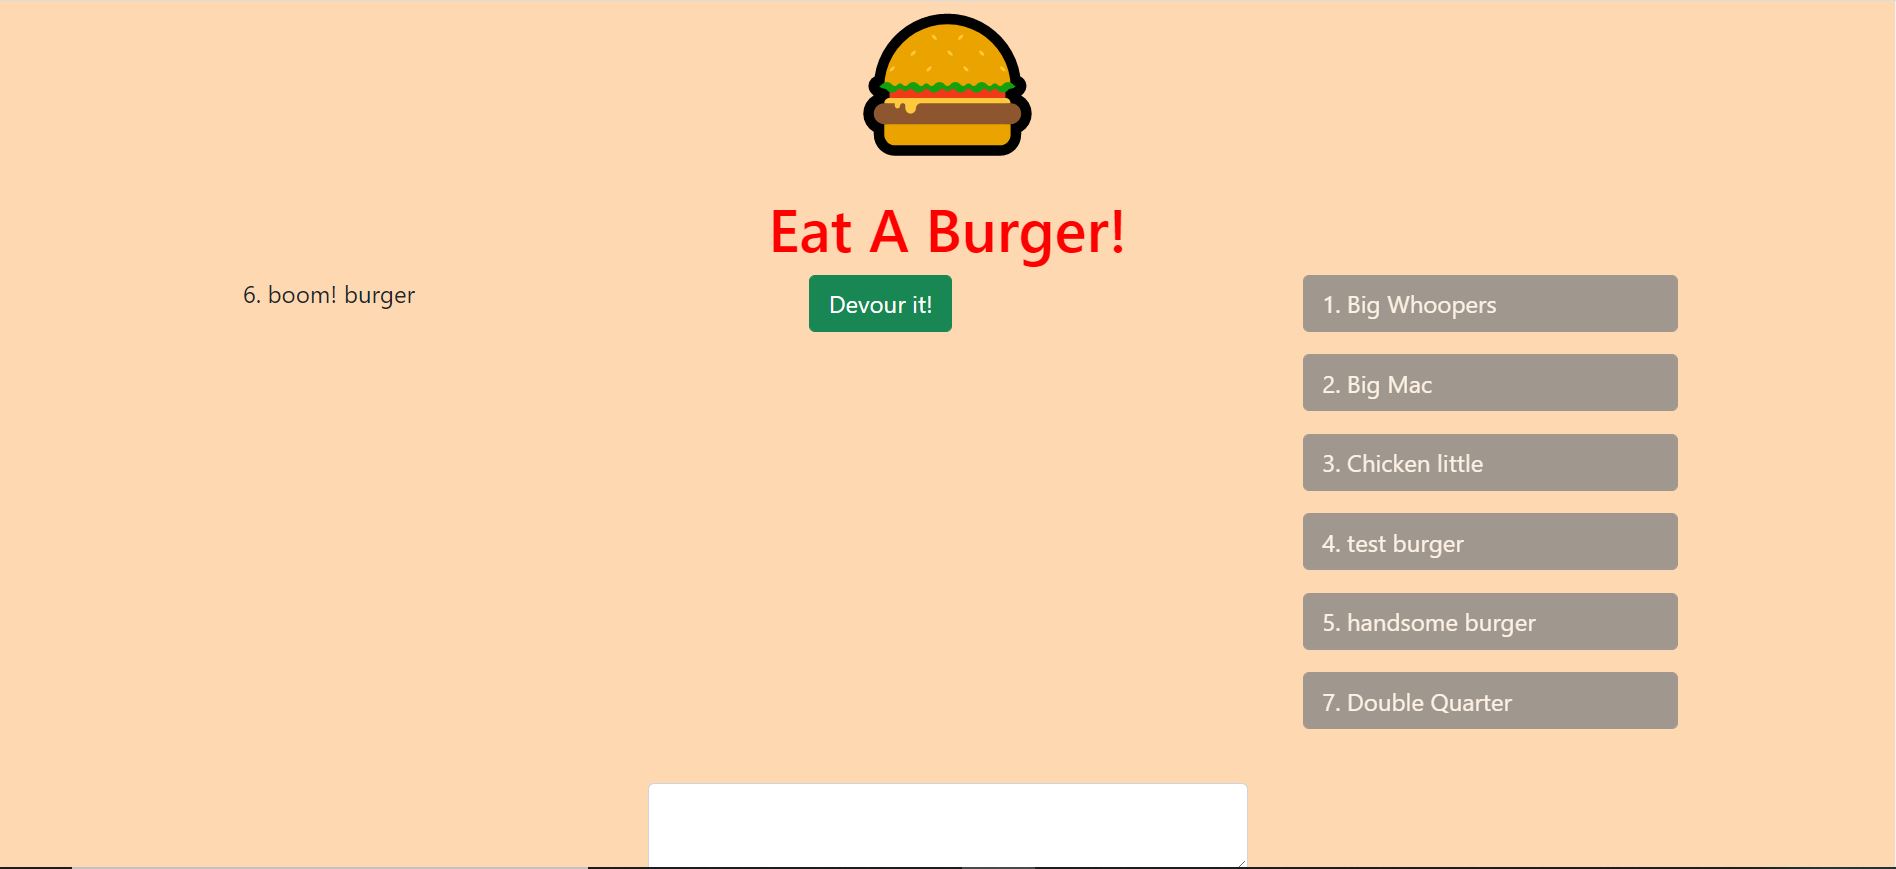 Eat A Burger!
6. boom! burger
Devour it!
1. Big Whoopers
2. Big Mac
3. Chicken little
4. test burger
5. handsome burger
7. Double Quarter